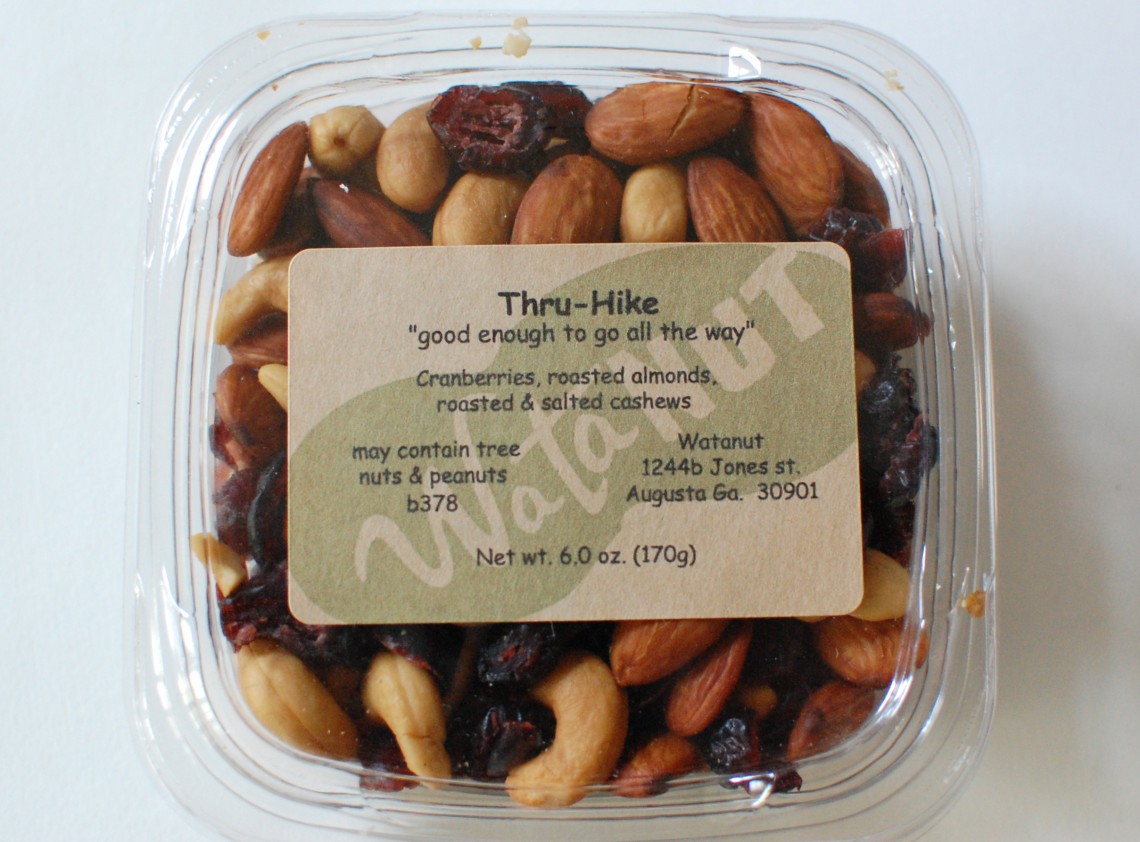 Thru-Hike
"good enough to go all the way"
Cranberries, roasted almonds,
roasted & salted cashews
may contain tree
nuts & peanuts
b378
Watanut
1244b Jones st.
Augusta Ga. 30901
Net wt. 6.0 oz. (170g)
WataNUT